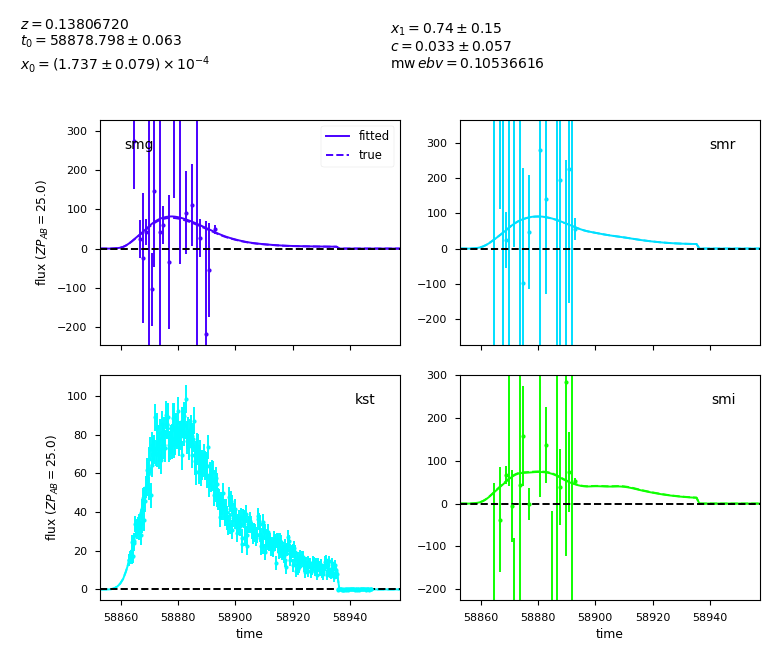 z = 0.13806720
t₀ = 58878.798 ± 0.063
x₀ = (1.737 ± 0.079) × 10⁻⁴
x₁ = 0.74 ± 0.15
c = 0.033 ± 0.057
mw ebv = 0.10536616
smg
fitted
true
300
200
100
0
−100
−200
flux (ZP_AB = 25.0)
smr
300
200
100
0
−100
−200
kst
100
80
60
40
20
0
flux (ZP_AB = 25.0)
58860 58880 58900 58920 58940
time
smi
300
200
100
0
−100
−200
58860 58880 58900 58920 58940
time